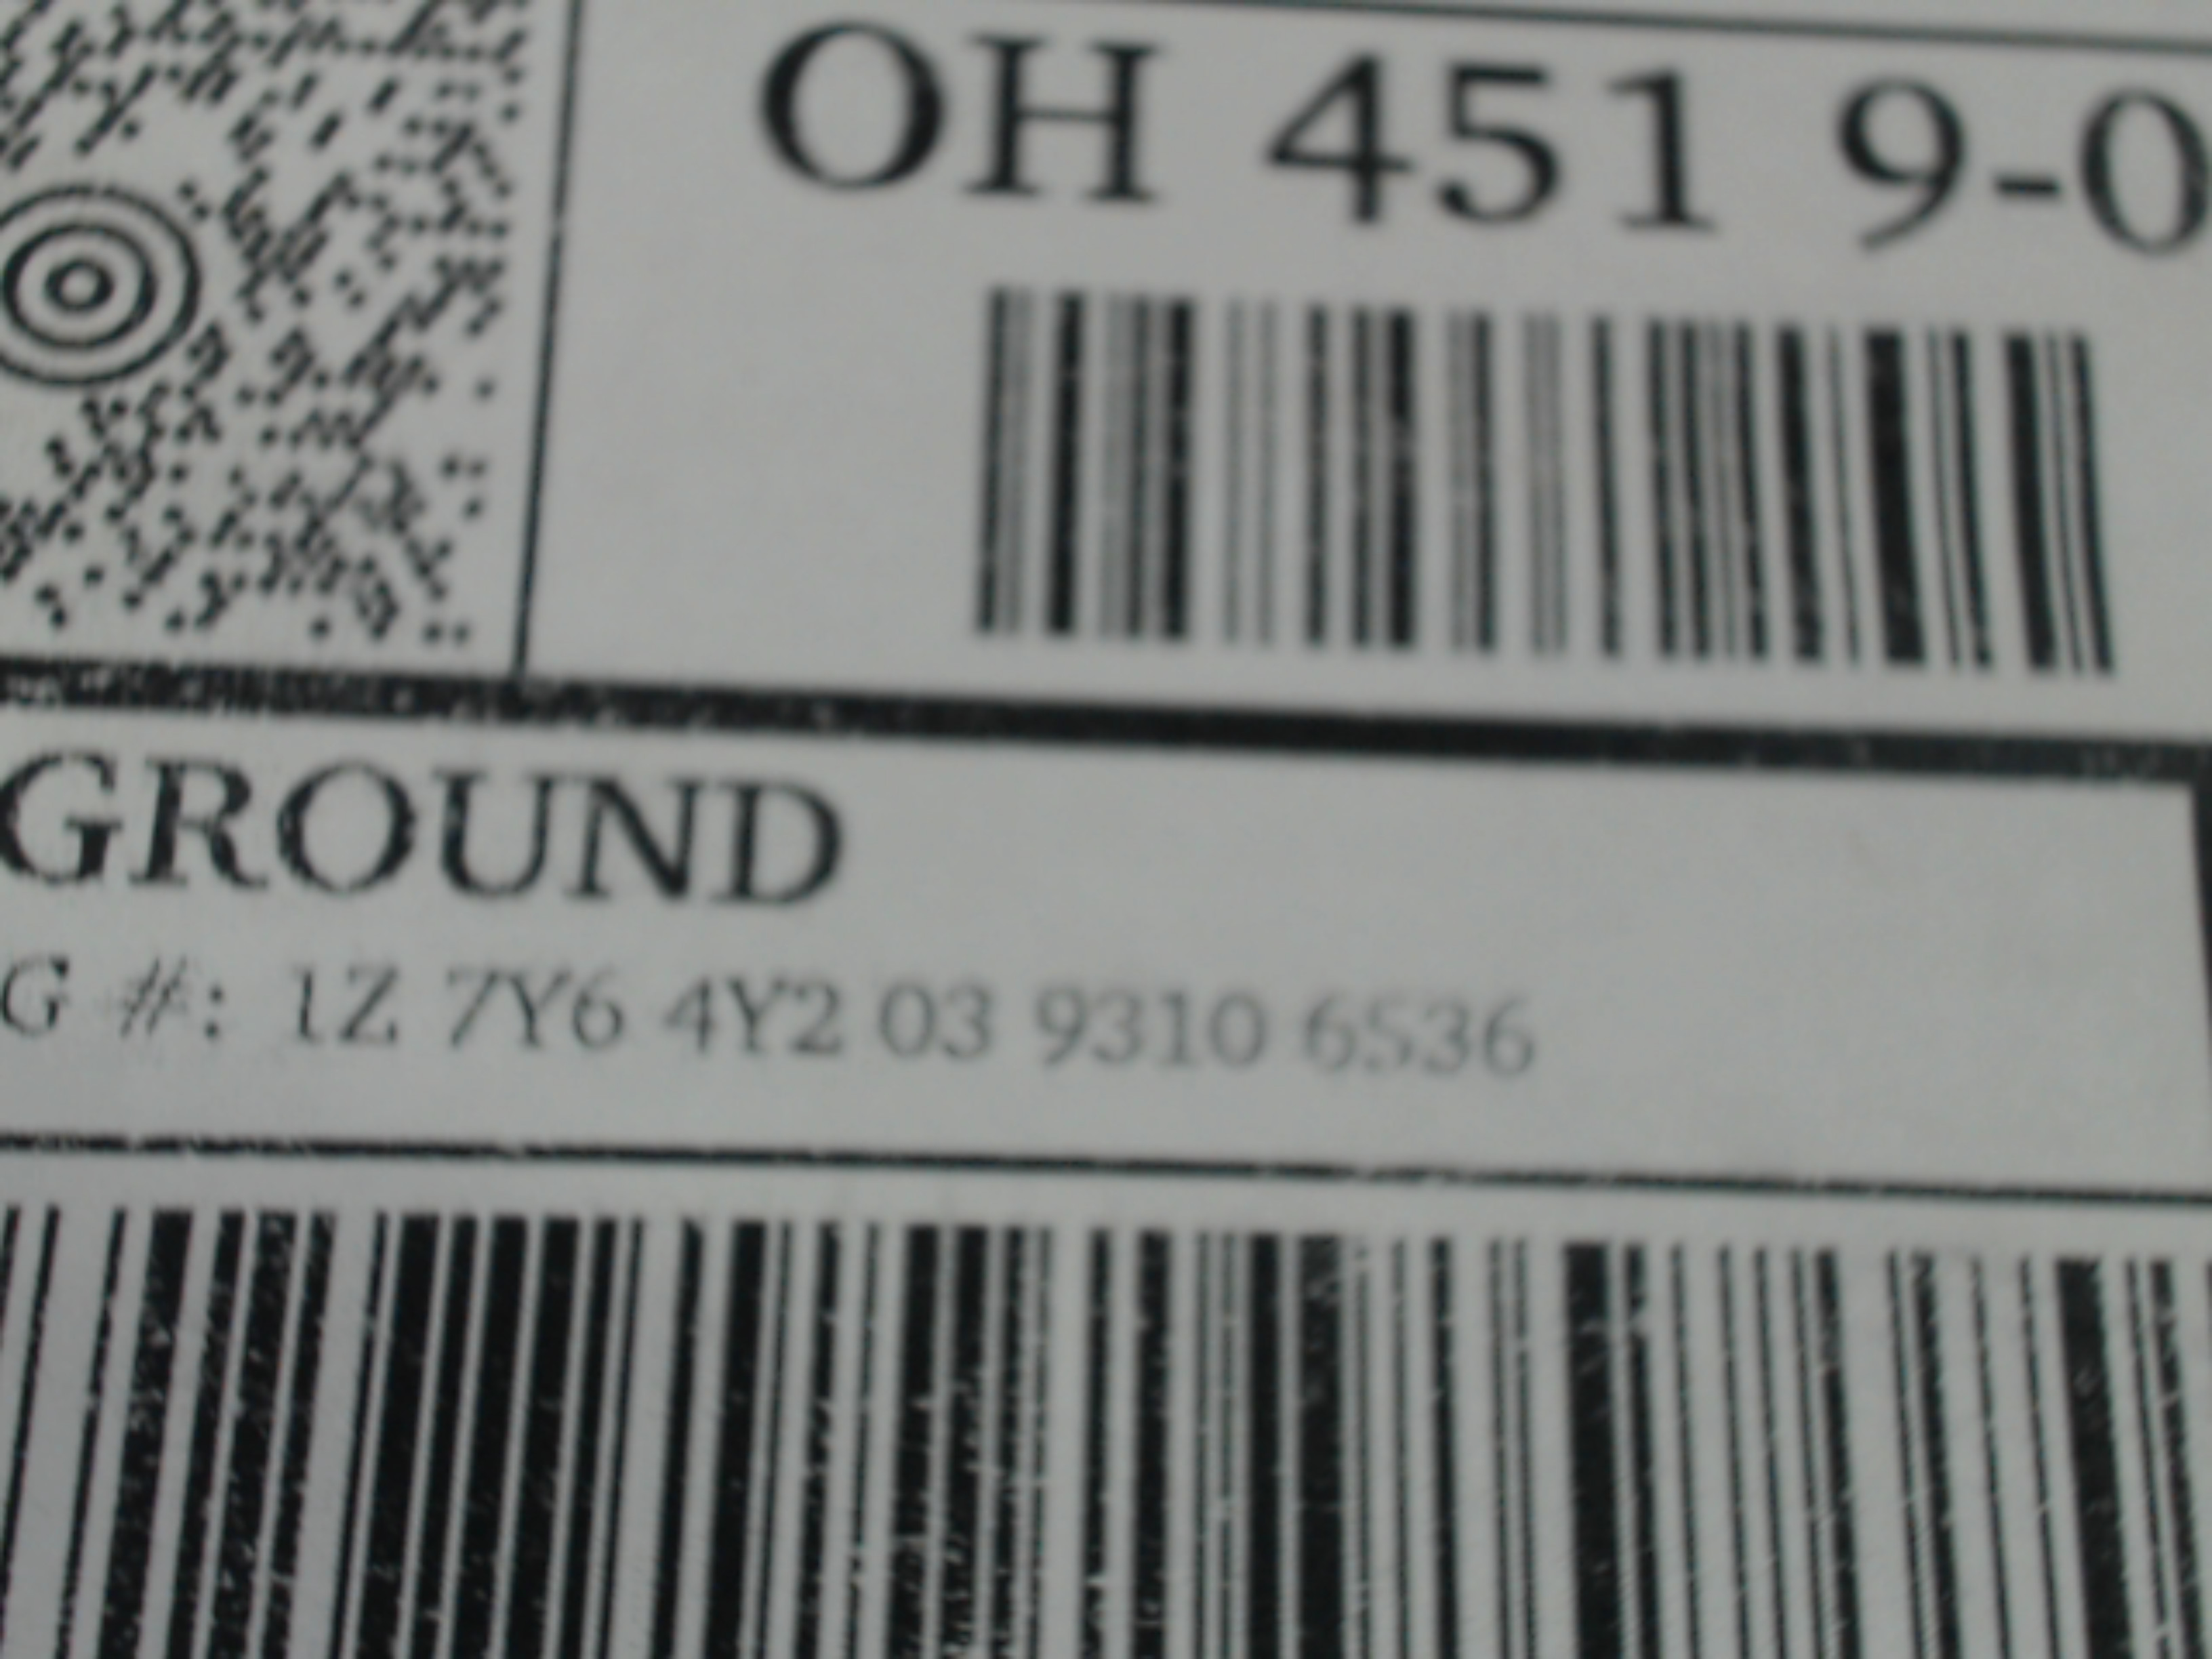 OH 451 9-0
GROUND
G #: 1Z 7Y6 4Y2 03 9310 6536